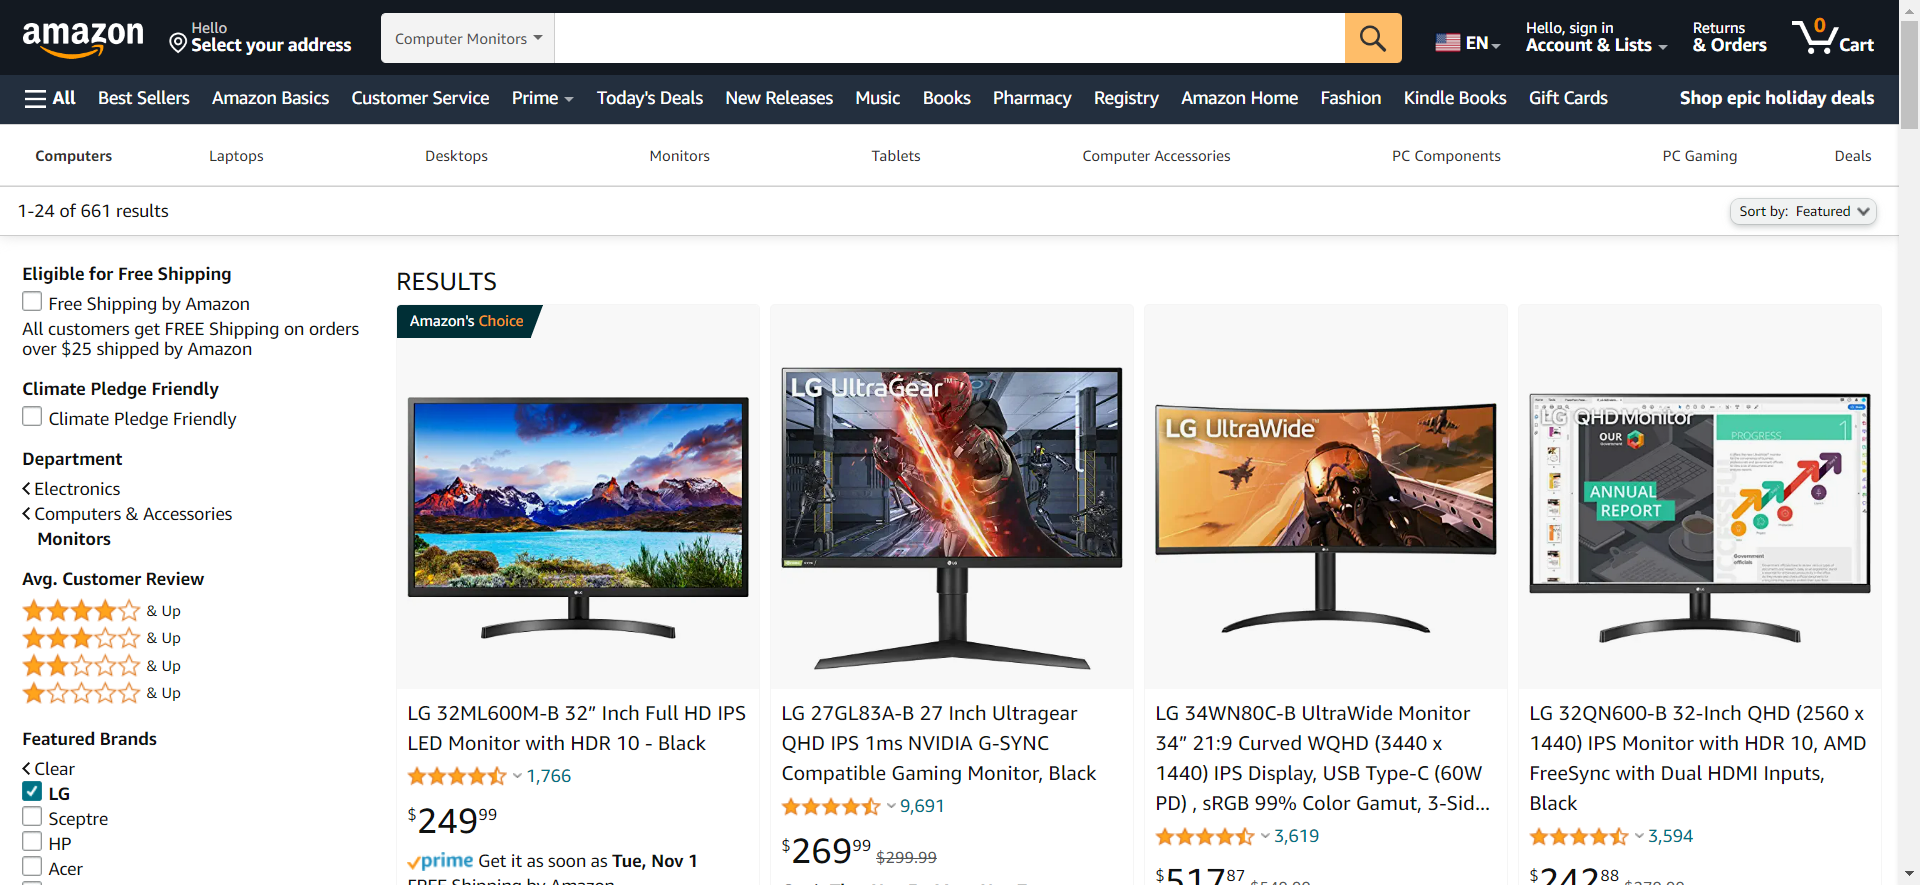 amazon
Hello
Select your address
Computer Monitors
EN
Hello, sign in
Account & Lists
Returns
& Orders
0
Cart
All
Best Sellers
Amazon Basics
Customer Service
Prime
Today's Deals
New Releases
Music
Books
Pharmacy
Registry
Amazon Home
Fashion
Kindle Books
Gift Cards
Shop epic holiday deals
Computers
Laptops
Desktops
Monitors
Tablets
Computer Accessories
PC Components
PC Gaming
Deals
1-24 of 661 results
Sort by: Featured
Eligible for Free Shipping
Free Shipping by Amazon
All customers get FREE Shipping on orders
over $25 shipped by Amazon
Climate Pledge Friendly
Climate Pledge Friendly
Department
Electronics
Computers & Accessories
Monitors
Avg. Customer Review
& Up
& Up
& Up
& Up
Featured Brands
Clear
LG
Sceptre
HP
Acer
RESULTS
Amazon's Choice
LG 32ML600M-B 32” Inch Full HD IPS
LED Monitor with HDR 10 - Black
1,766
$249.99
prime Get it as soon as Tue, Nov 1
FREE Shipping by Amazon
LG UltraGear™
LG 27GL83A-B 27 Inch Ultragear
QHD IPS 1ms NVIDIA G-SYNC
Compatible Gaming Monitor, Black
9,691
$269.99 $299.99
LG UltraWide™
LG 34WN80C-B UltraWide Monitor
34” 21:9 Curved WQHD (3440 x
1440) IPS Display, USB Type-C (60W
PD) , sRGB 99% Color Gamut, 3-Sid...
3,619
$517.87
LG QHD Monitor
OUR
PROGRESS
1
ANNUAL
REPORT
Government
officials
LG 32QN600-B 32-Inch QHD (2560 x
1440) IPS Monitor with HDR 10, AMD
FreeSync with Dual HDMI Inputs,
Black
3,594
$242.88